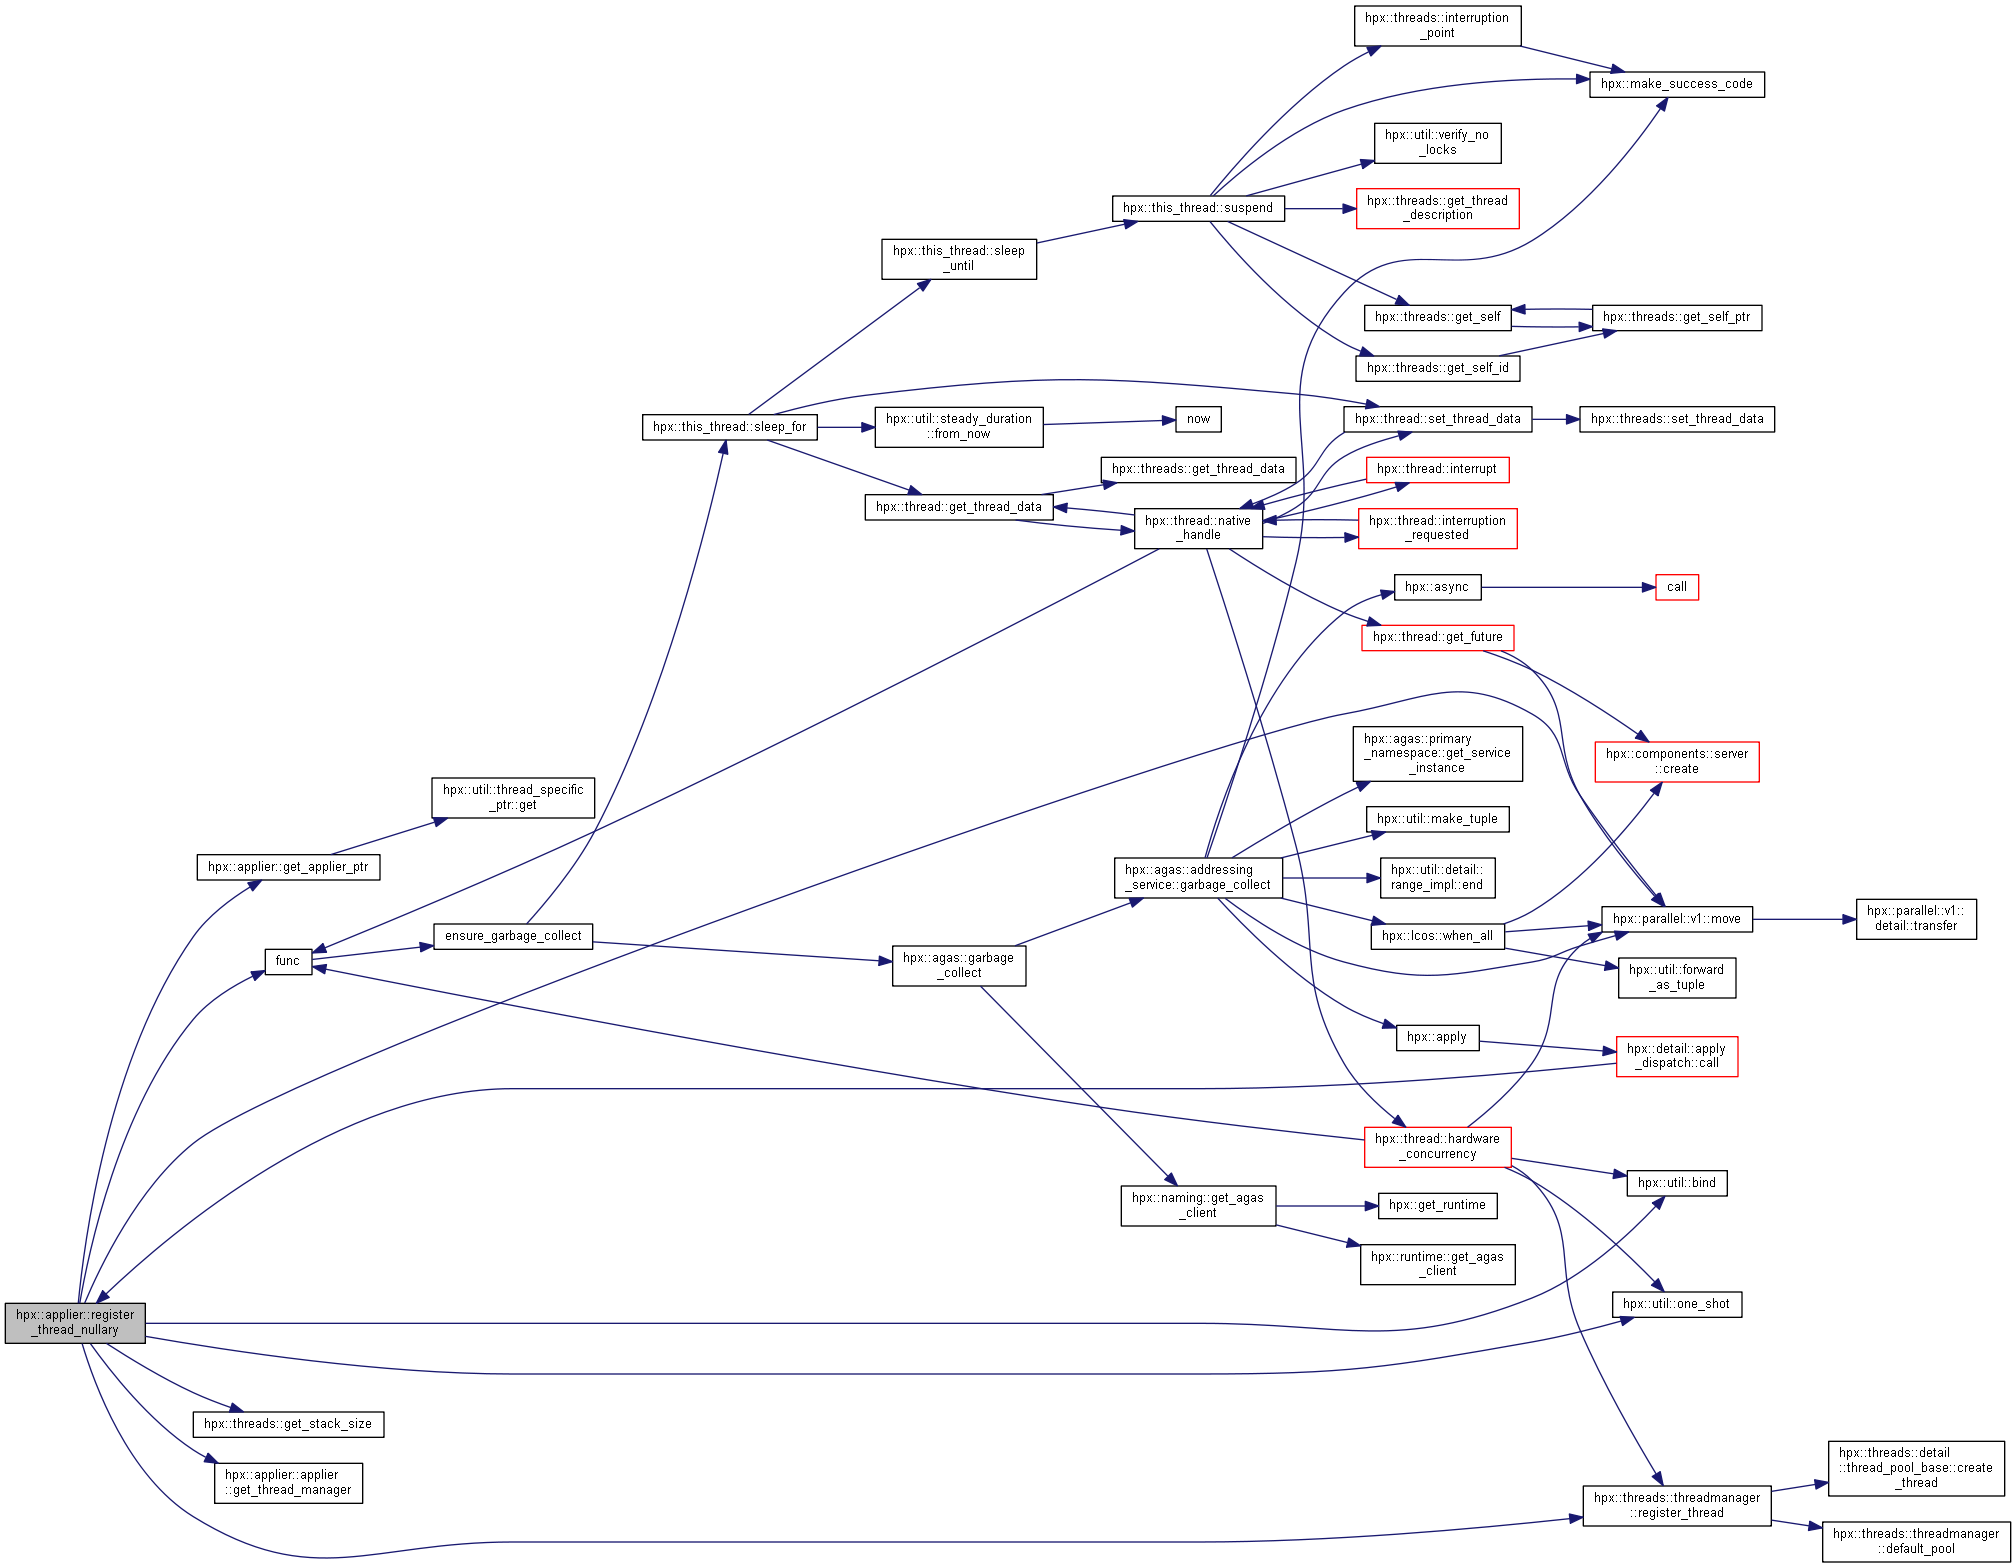 hpx::threads::interruption
_point
hpx::make_success_code
hpx::util::verify_no
_locks
hpx::threads::get_thread
_description
hpx::this_thread::suspend
hpx::this_thread::sleep
_until
hpx::threads::get_self
hpx::threads::get_self_ptr
hpx::threads::get_self_id
hpx::this_thread::sleep_for
hpx::util::steady_duration
::from_now
now
hpx::thread::set_thread_data
hpx::threads::set_thread_data
hpx::threads::get_thread_data
hpx::thread::interrupt
hpx::thread::get_thread_data
hpx::thread::native
_handle
hpx::thread::interruption
_requested
hpx::async
call
hpx::thread::get_future
hpx::agas::primary
_namespace::get_service
_instance
hpx::components::server
::create
hpx::util::thread_specific
_ptr::get
hpx::util::make_tuple
hpx::applier::get_applier_ptr
hpx::agas::addressing
_service::garbage_collect
hpx::util::detail::
range_impl::end
hpx::parallel::v1::move
hpx::parallel::v1::
detail::transfer
ensure_garbage_collect
hpx::lcos::when_all
func
hpx::agas::garbage
_collect
hpx::util::forward
_as_tuple
hpx::apply
hpx::detail::apply
_dispatch::call
hpx::thread::hardware
_concurrency
hpx::util::bind
hpx::naming::get_agas
_client
hpx::get_runtime
hpx::runtime::get_agas
_client
hpx::applier::register
_thread_nullary
hpx::util::one_shot
hpx::threads::get_stack_size
hpx::applier::applier
::get_thread_manager
hpx::threads::detail
::thread_pool_base::create
_thread
hpx::threads::threadmanager
::register_thread
hpx::threads::threadmanager
::default_pool